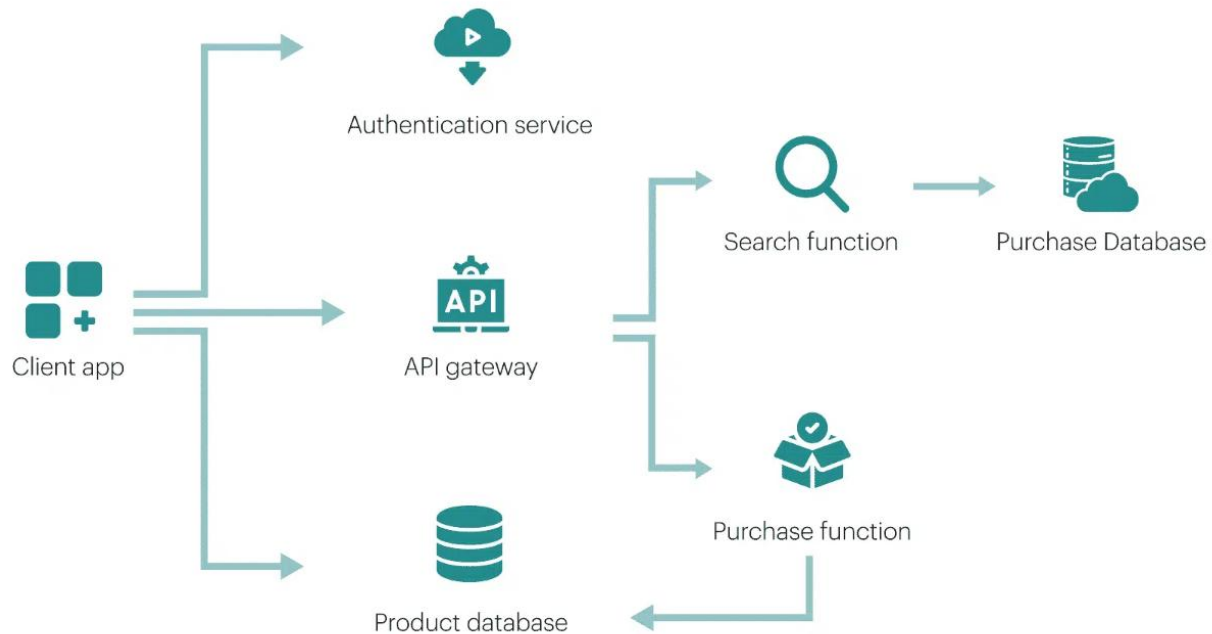 Authentication service
Search function
Purchase Database
API
Client app
API gateway
Purchase function
Product database